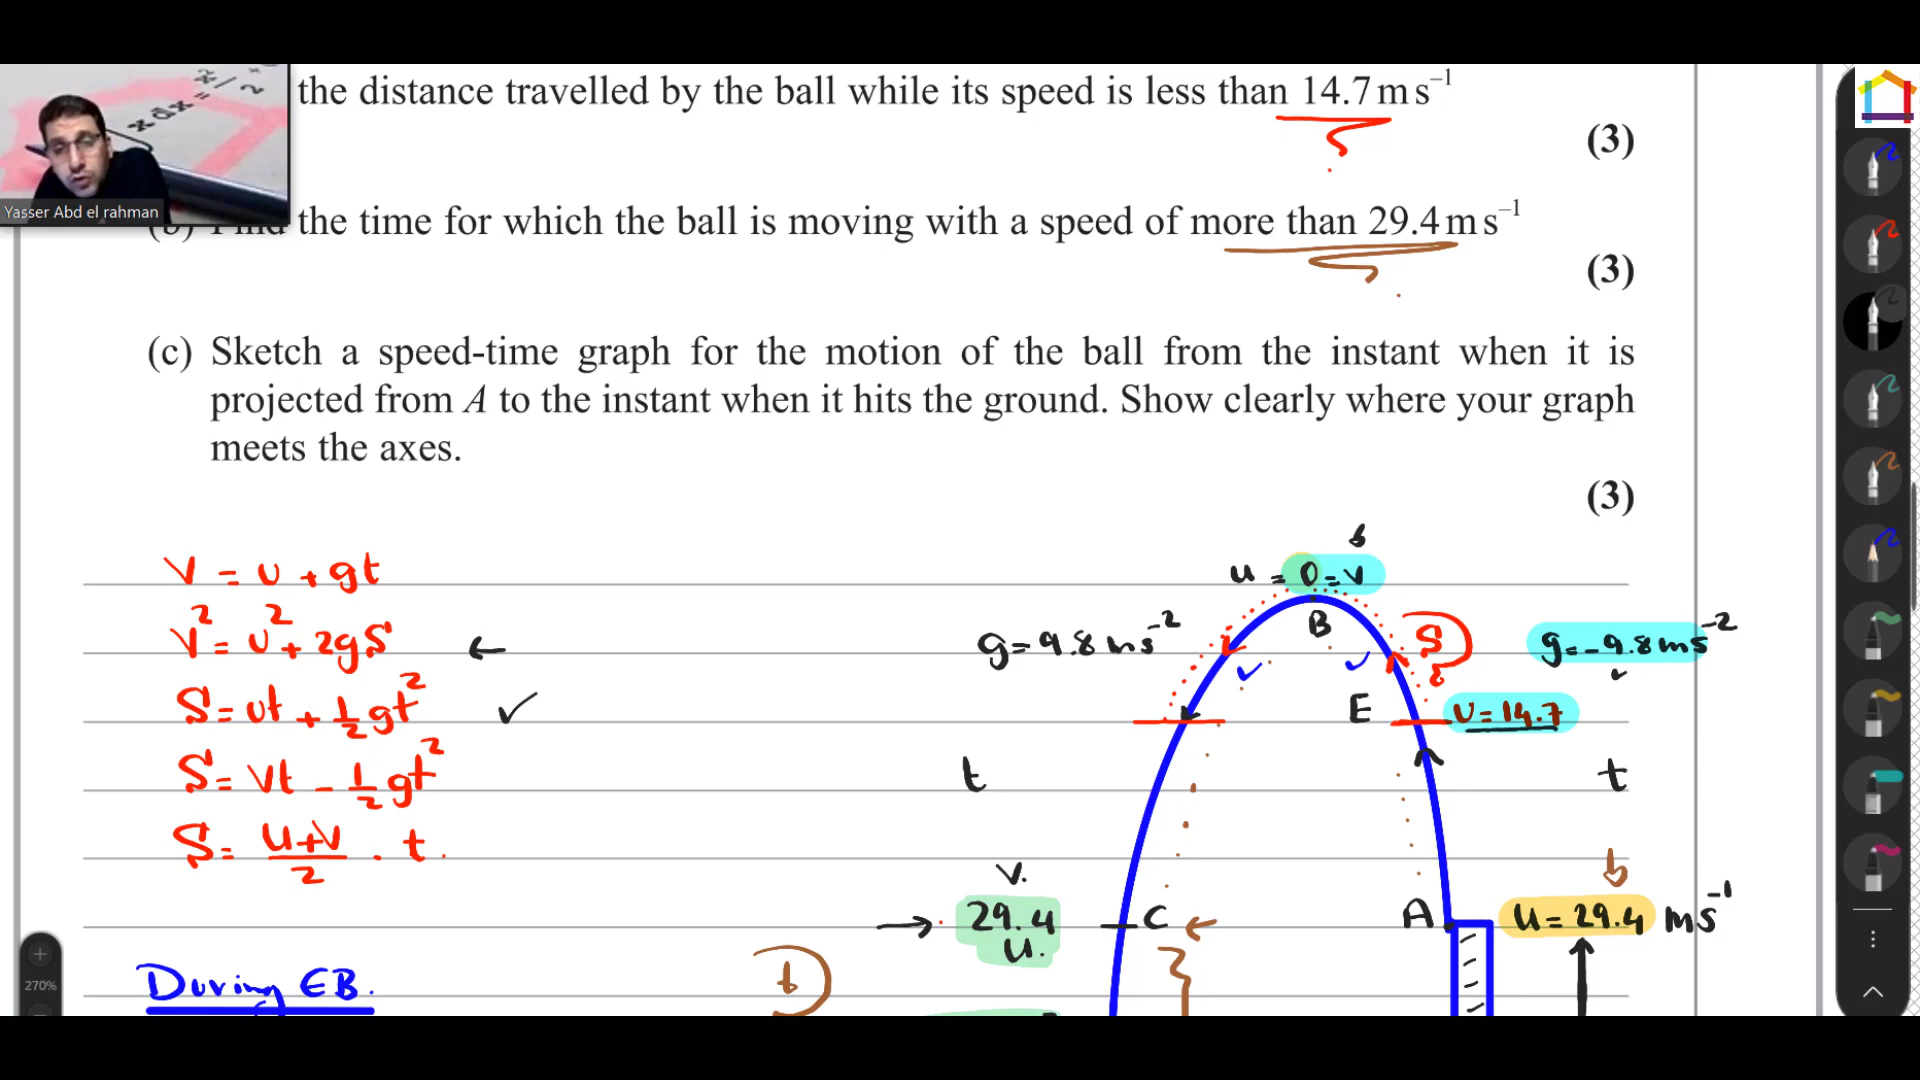 the distance travelled by the ball while its speed is less than 14.7 m s⁻¹
(3)
Yasser Abd el rahman
(b) Find the time for which the ball is moving with a speed of more than 29.4 m s⁻¹
(3)
(c) Sketch a speed-time graph for the motion of the ball from the instant when it is
projected from A to the instant when it hits the ground. Show clearly where your graph
meets the axes.
(3)
V = U + gt
V² = U² + 2gS ←
S = Ut + ½gt² ✓
S = Vt - ½gt²
S = (U+V)/2 . t
u = 0 = v
B
g = 9.8 ms⁻²
S
g = -9.8 ms⁻²
E
U = 14.7
t
t
V.
→ 29.4
U.
C ←
A
U = 29.4 ms⁻¹
During EB.
t
270%